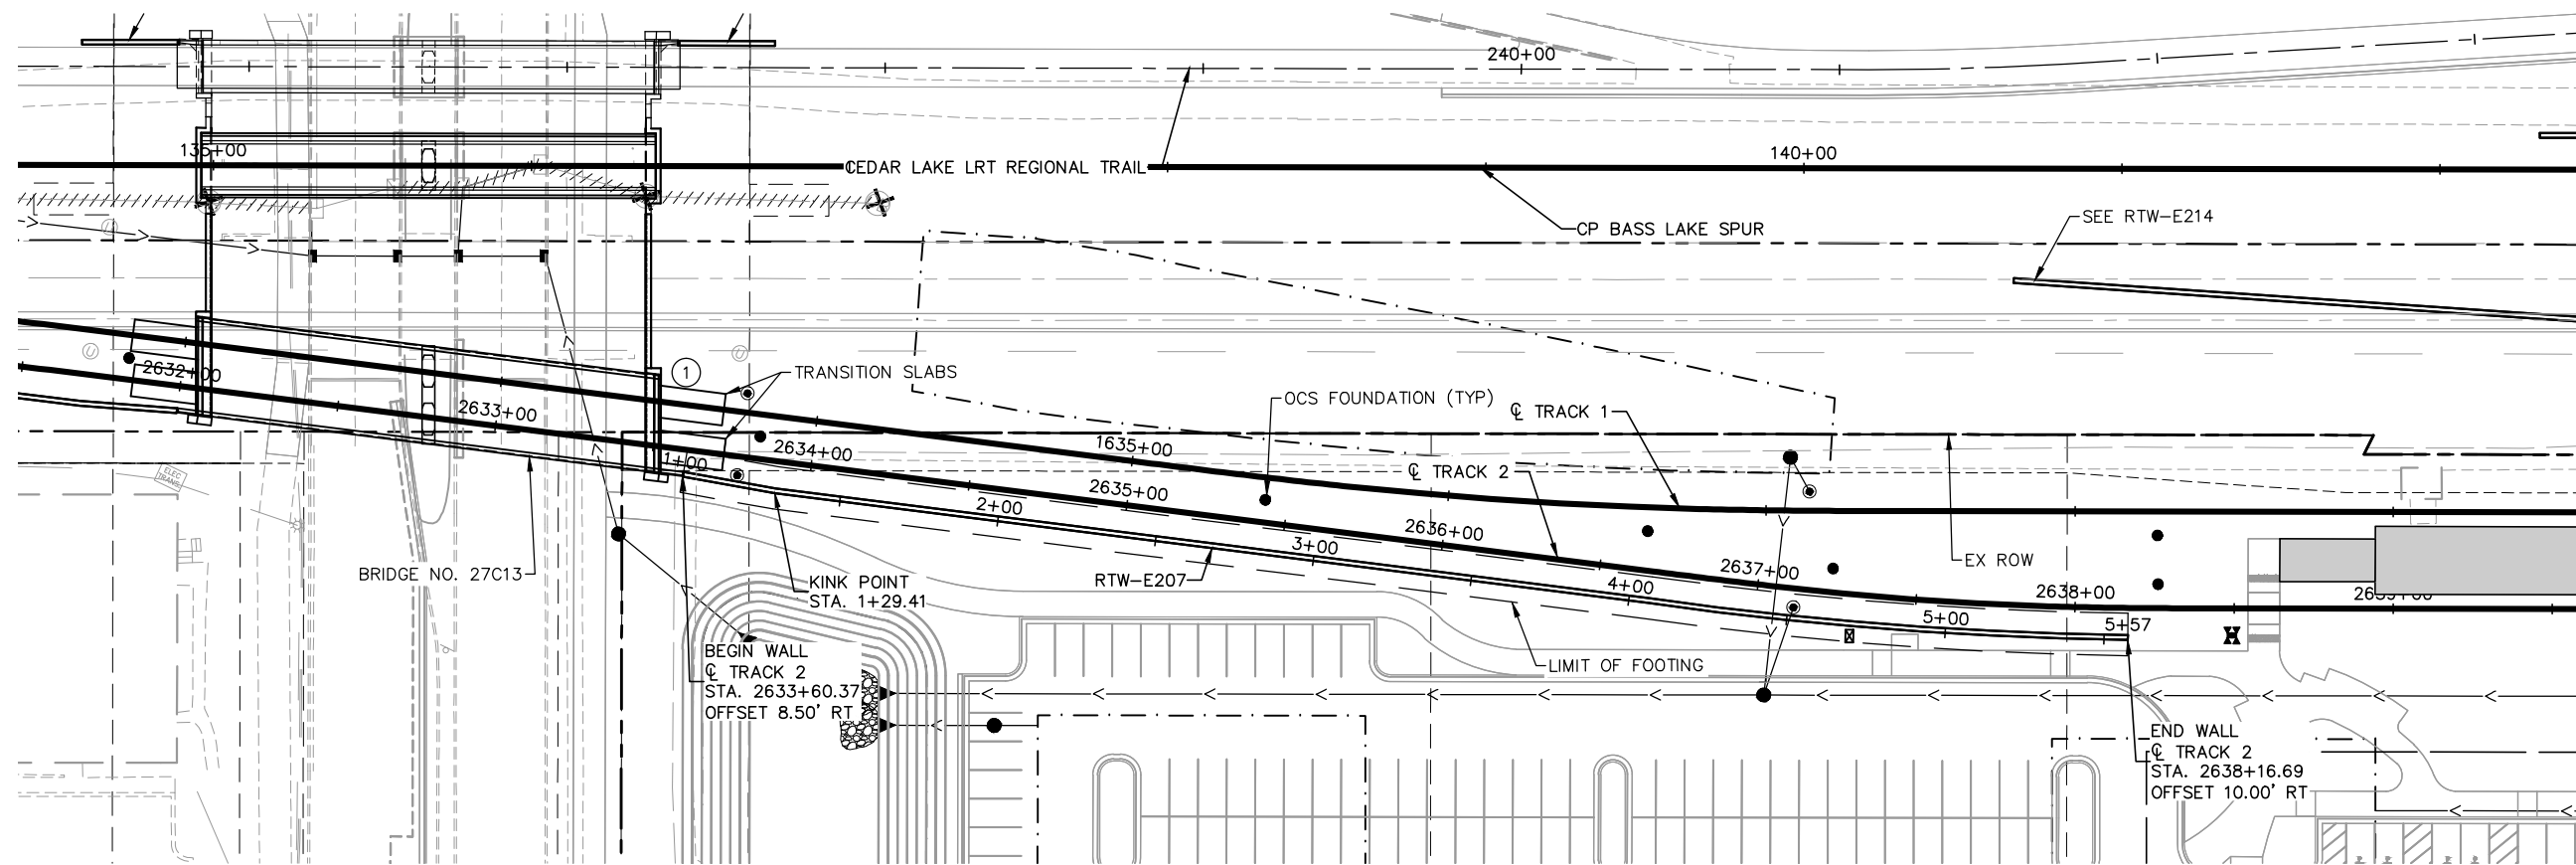 240+00
135+00
℄EDAR LAKE LRT REGIONAL TRAIL
140+00
CP BASS LAKE SPUR
SEE RTW-E214
2632+00
1
TRANSITION SLABS
2633+00
OCS FOUNDATION (TYP)
℄ TRACK 1
1+00
2634+00
1635+00
℄ TRACK 2
ELEC
TRANS
2635+00
2+00
2636+00
3+00
BRIDGE NO. 27C13
KINK POINT
STA. 1+29.41
RTW-E207
4+00
2637+00
EX ROW
2638+00
5+00
5+57
BEGIN WALL
℄ TRACK 2
STA. 2633+60.37
OFFSET 8.50' RT
LIMIT OF FOOTING
END WALL
℄ TRACK 2
STA. 2638+16.69
OFFSET 10.00' RT